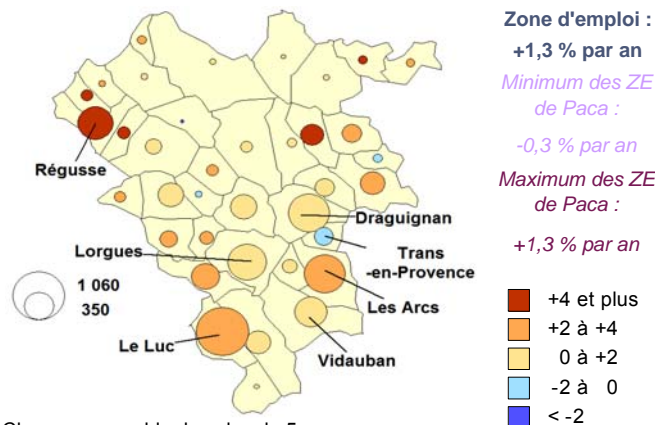 Zone d'emploi :
+1,3 % par an
Minimum des ZE
de Paca :
-0,3 % par an
Maximum des ZE
de Paca :
+1,3 % par an
Régusse
Draguignan
Lorgues
Trans
-en-Provence
1 060
350
Les Arcs
Le Luc
Vidauban
+4 et plus
+2 à +4
0 à +2
-2 à 0
< -2